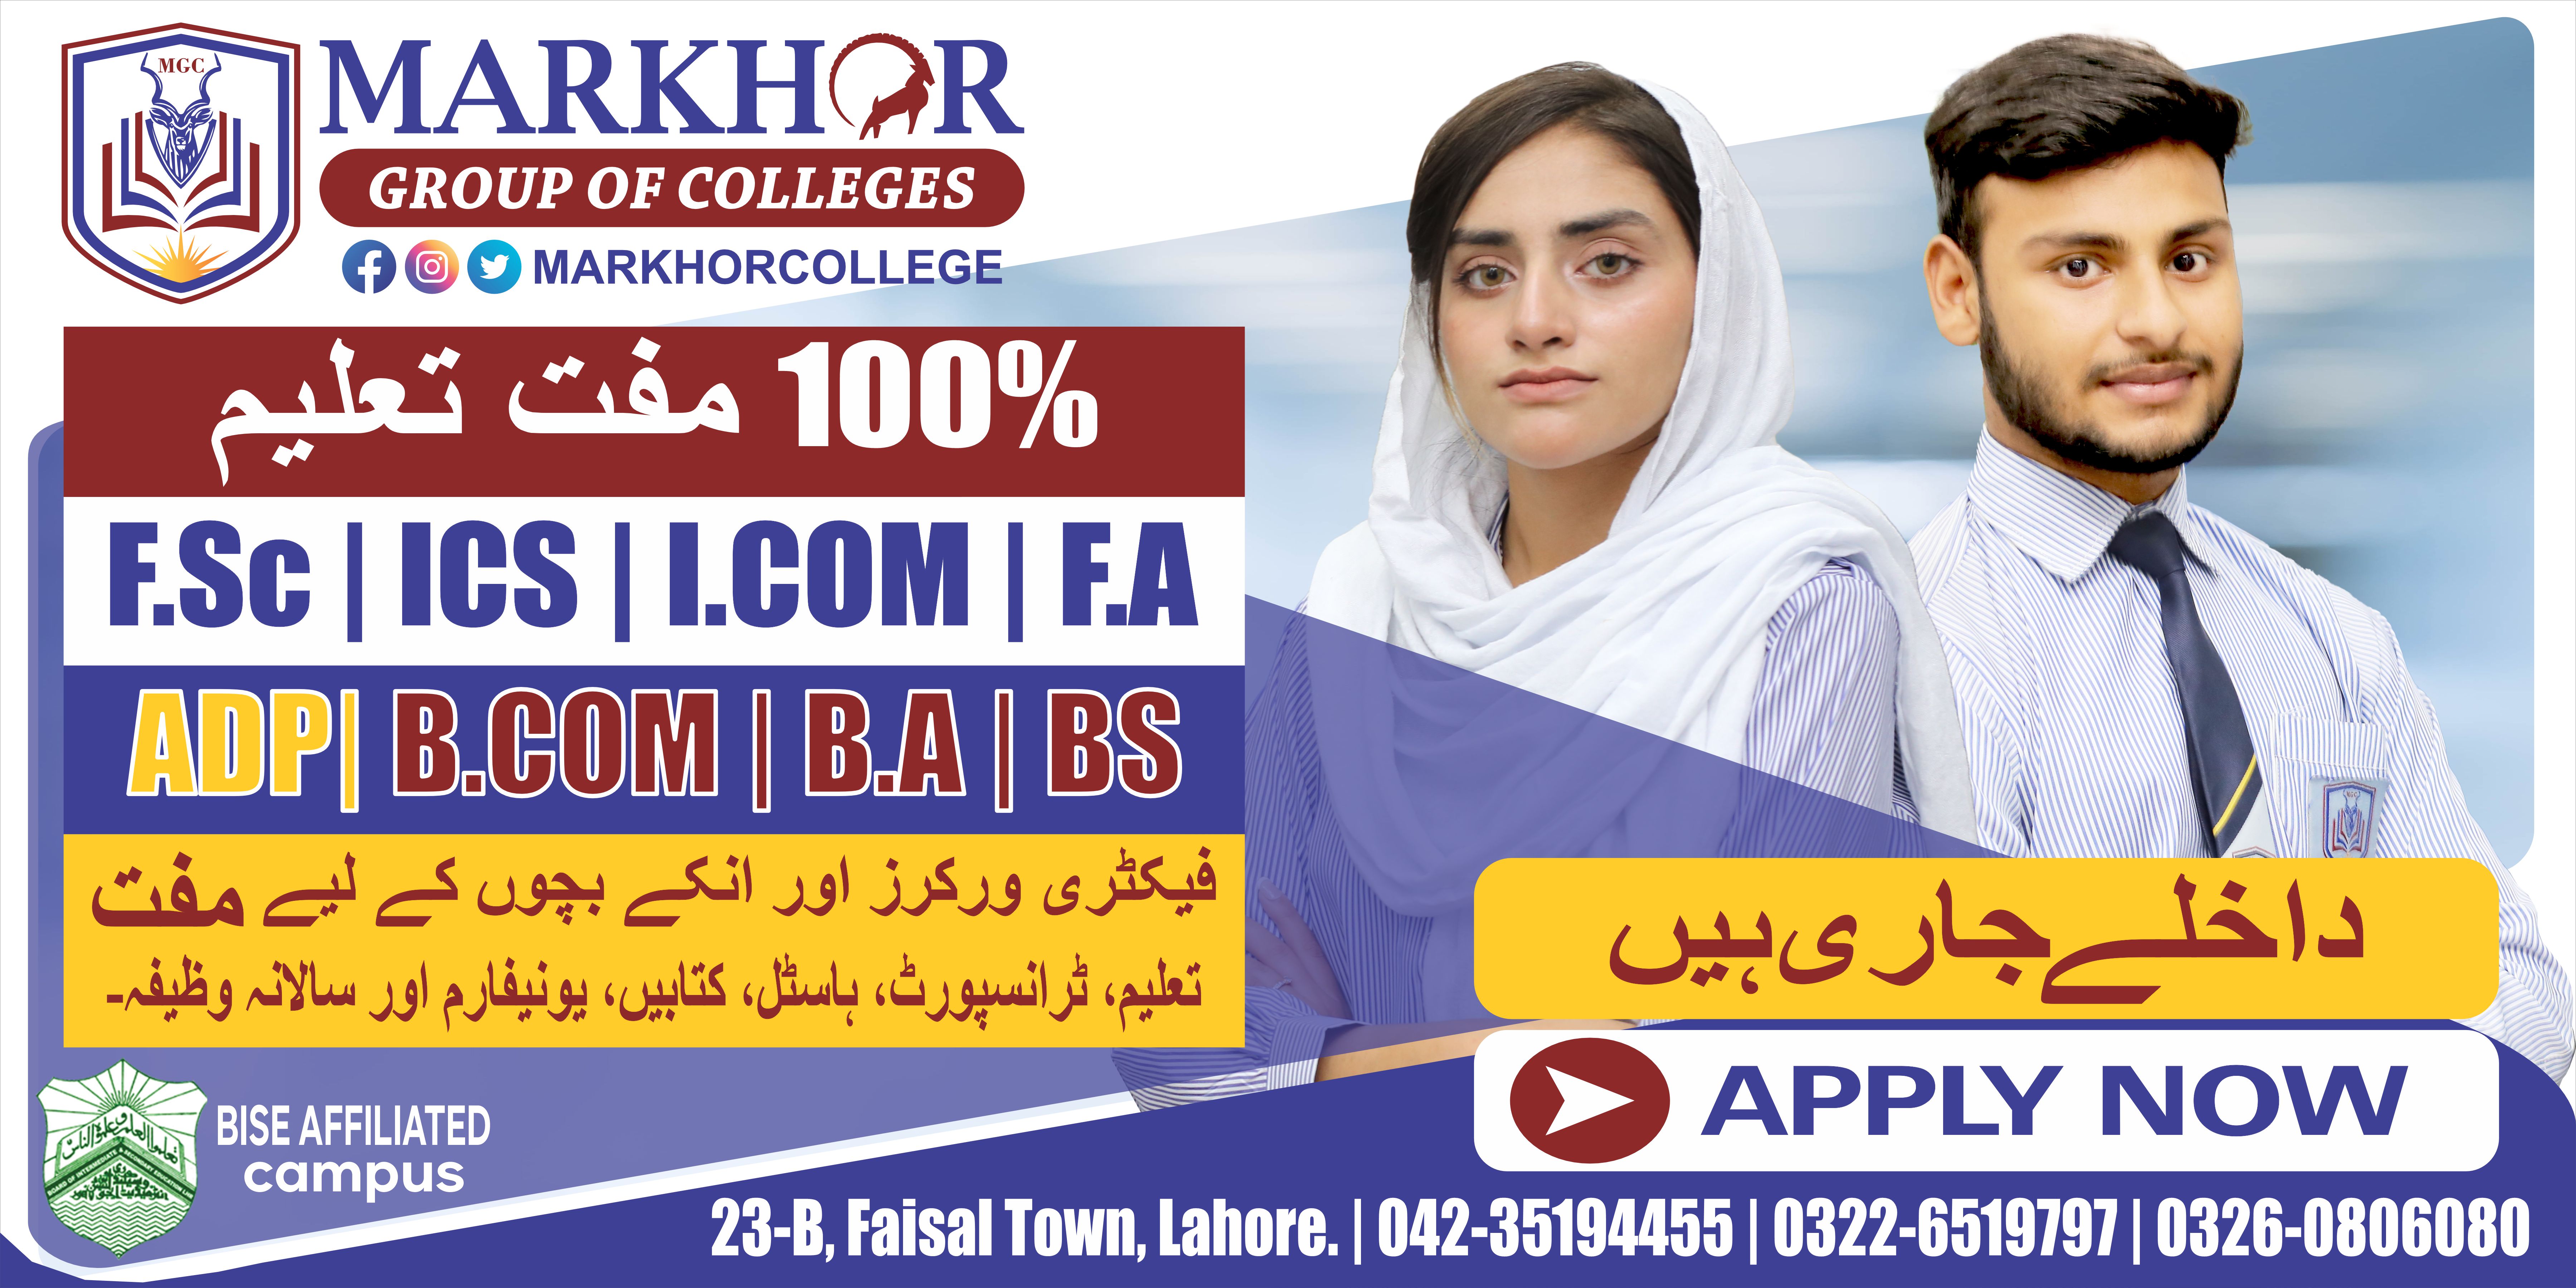 MGC
MARKHOR
GROUP OF COLLEGES
MARKHORCOLLEGE
100% مفت تعلیم
F.Sc | ICS | I.COM | F.A
ADP| B.COM | B.A | BS
فیکٹری ورکرز اور انکے بچوں کے لیے مفت
تعلیم، ٹرانسپورٹ، ہاسٹل، کتابیں، یونیفارم اور سالانہ وظیفہ۔
داخلے جاری ہیں
APPLY NOW
BISE AFFILIATED
campus
23-B, Faisal Town, Lahore. | 042-35194455 | 0322-6519797 | 0326-0806080